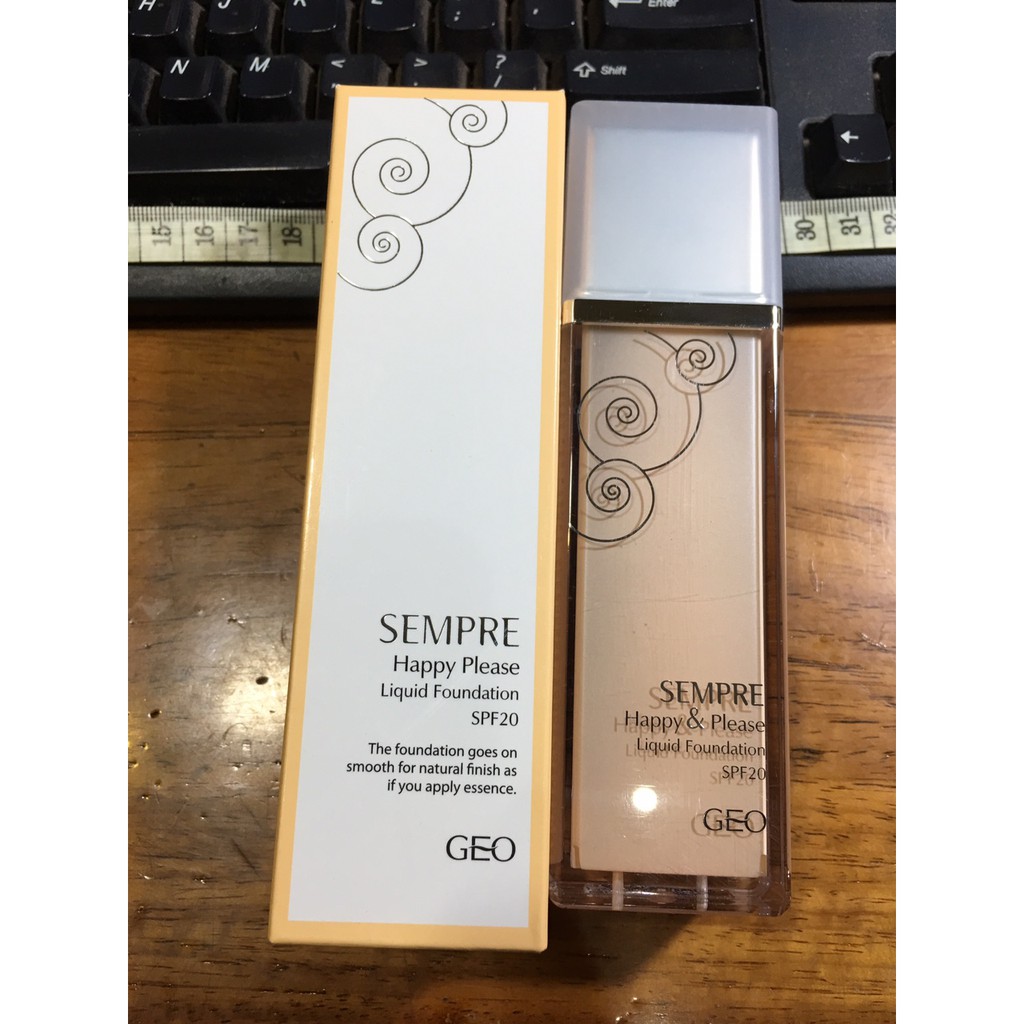 H
J
K
L
:
;
"
'
Enter
N
M
<
,
>
.
?
/
Shift
15
16
17
18
30
31
32
SEMPRE
Happy Please
Liquid Foundation
SPF20
The foundation goes on
smooth for natural finish as
if you apply essence.
GEO
SEMPRE
Happy & Please
Liquid Foundation
SPF20
GEO